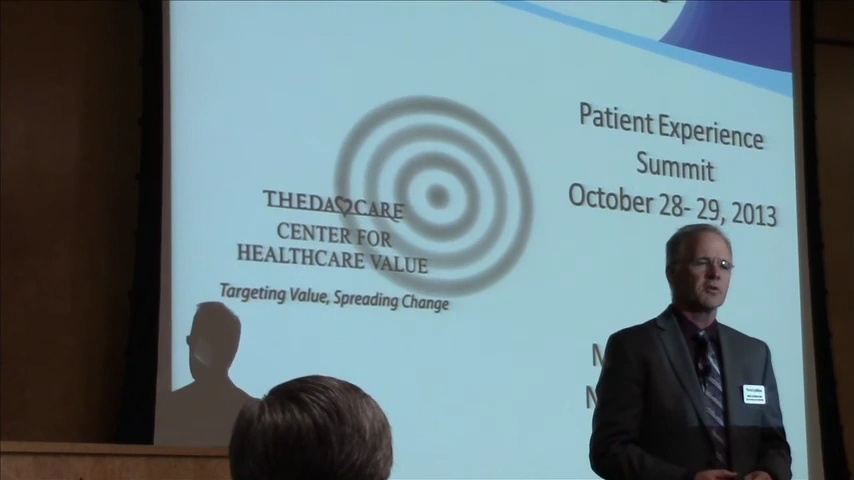 Patient Experience
Summit
October 28- 29, 2013
THEDACARE
CENTER FOR
HEALTHCARE VALUE
Targeting Value, Spreading Change